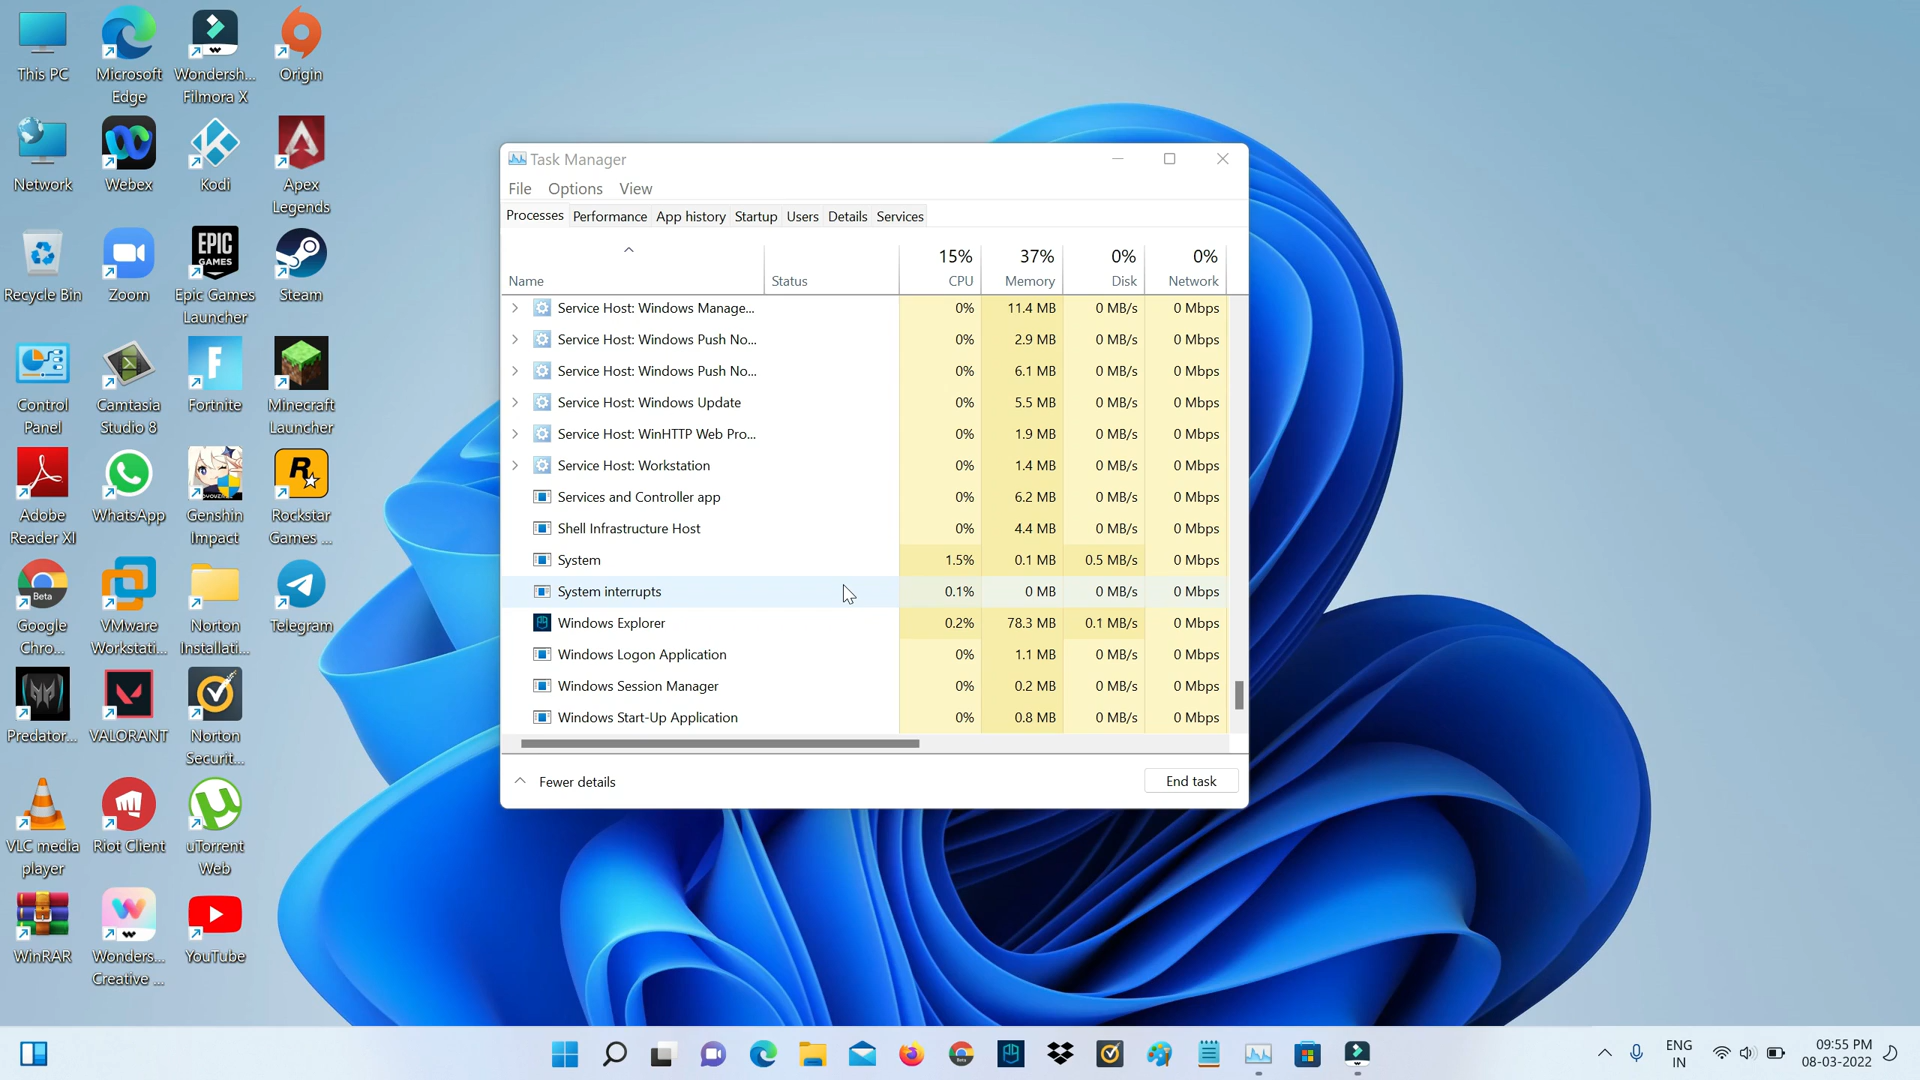 This PC
Microsoft
Edge
Wondersh...
Filmora X
Origin
Network
Webex
Kodi
Apex
Legends
EPIC
GAMES
Recycle Bin
Zoom
Epic Games
Launcher
Steam
Control
Panel
Camtasia
Studio 8
Fortnite
Minecraft
Launcher
Adobe
Reader XI
WhatsApp
Genshin
Impact
Rockstar
Games ...
Beta
Google
Chro...
VMware
Workstati...
Norton
Installati...
Telegram
Predator...
VALORANT
Norton
Securit...
VLC media
player
Riot Client
uTorrent
Web
WinRAR
Wonders...
Creative ...
YouTube
Task Manager
File Options View
Processes Performance App history Startup Users Details Services
15% 37% 0% 0%
Name Status CPU Memory Disk Network
Service Host: Windows Manage... 0% 11.4 MB 0 MB/s 0 Mbps
Service Host: Windows Push No... 0% 2.9 MB 0 MB/s 0 Mbps
Service Host: Windows Push No... 0% 6.1 MB 0 MB/s 0 Mbps
Service Host: Windows Update 0% 5.5 MB 0 MB/s 0 Mbps
Service Host: WinHTTP Web Pro... 0% 1.9 MB 0 MB/s 0 Mbps
Service Host: Workstation 0% 1.4 MB 0 MB/s 0 Mbps
Services and Controller app 0% 6.2 MB 0 MB/s 0 Mbps
Shell Infrastructure Host 0% 4.4 MB 0 MB/s 0 Mbps
System 1.5% 0.1 MB 0.5 MB/s 0 Mbps
System interrupts 0.1% 0 MB 0 MB/s 0 Mbps
Windows Explorer 0.2% 78.3 MB 0.1 MB/s 0 Mbps
Windows Logon Application 0% 1.1 MB 0 MB/s 0 Mbps
Windows Session Manager 0% 0.2 MB 0 MB/s 0 Mbps
Windows Start-Up Application 0% 0.8 MB 0 MB/s 0 Mbps
Fewer details
End task
ENG
IN
09:55 PM
08-03-2022